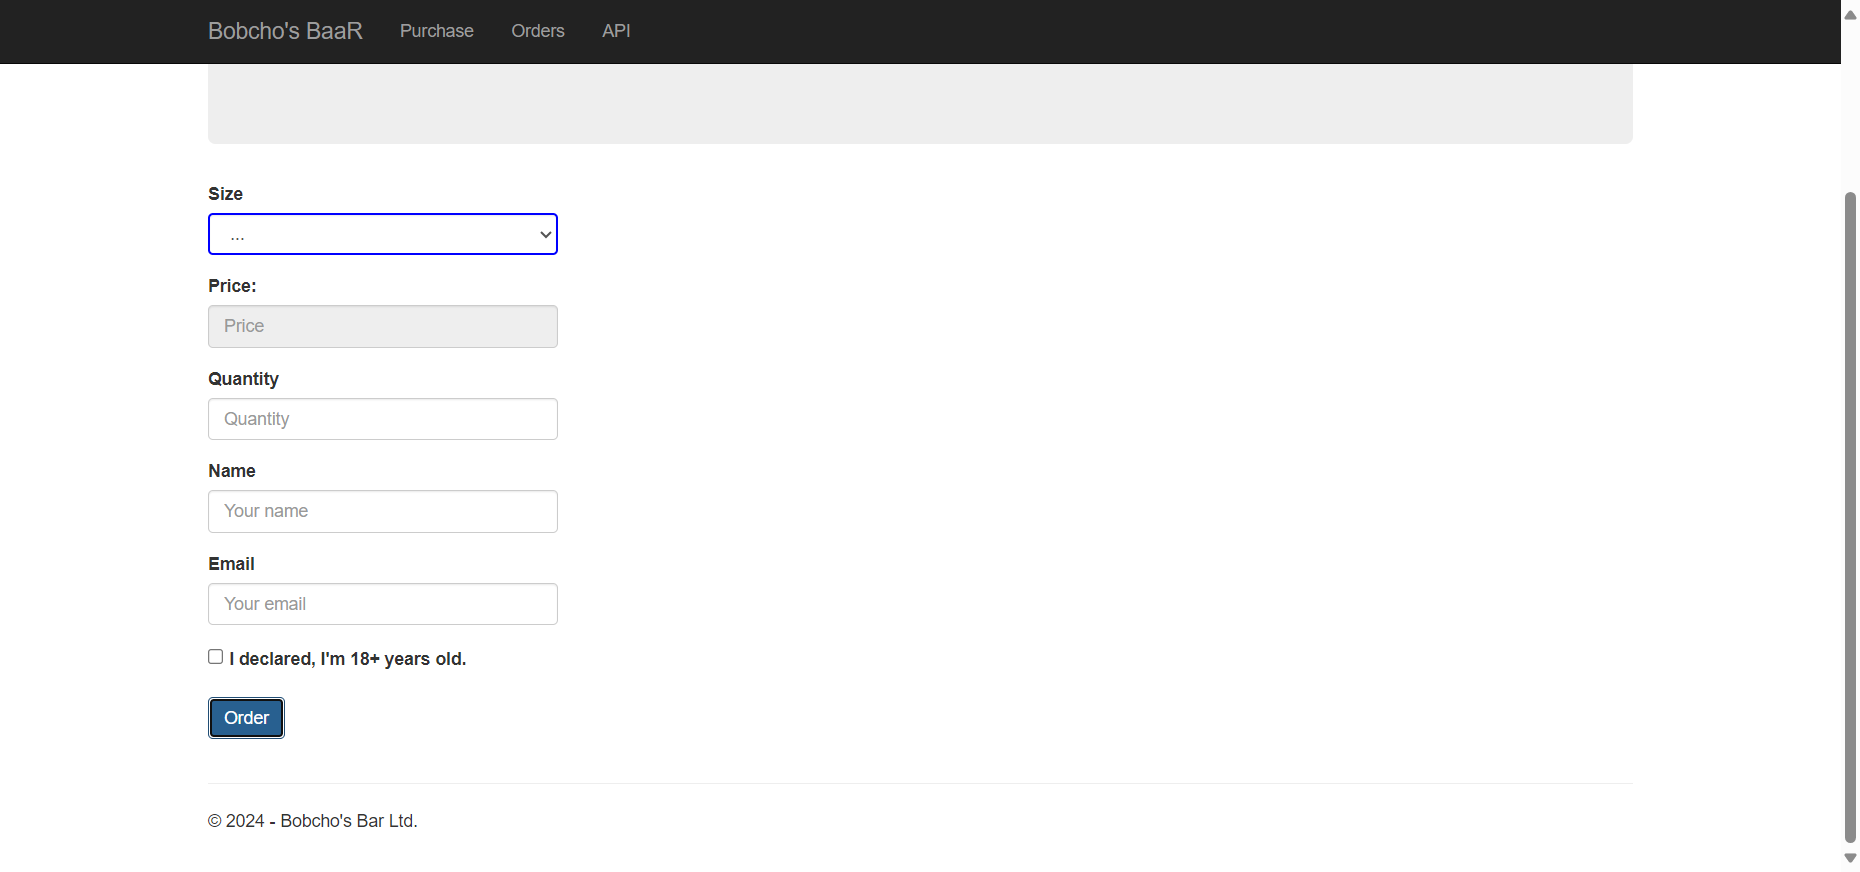 Bobcho's BaaR Purchase Orders API
Size
...
Price:
Price
Quantity
Quantity
Name
Your name
Email
Your email
I declared, I'm 18+ years old.
Order
© 2024 - Bobcho's Bar Ltd.